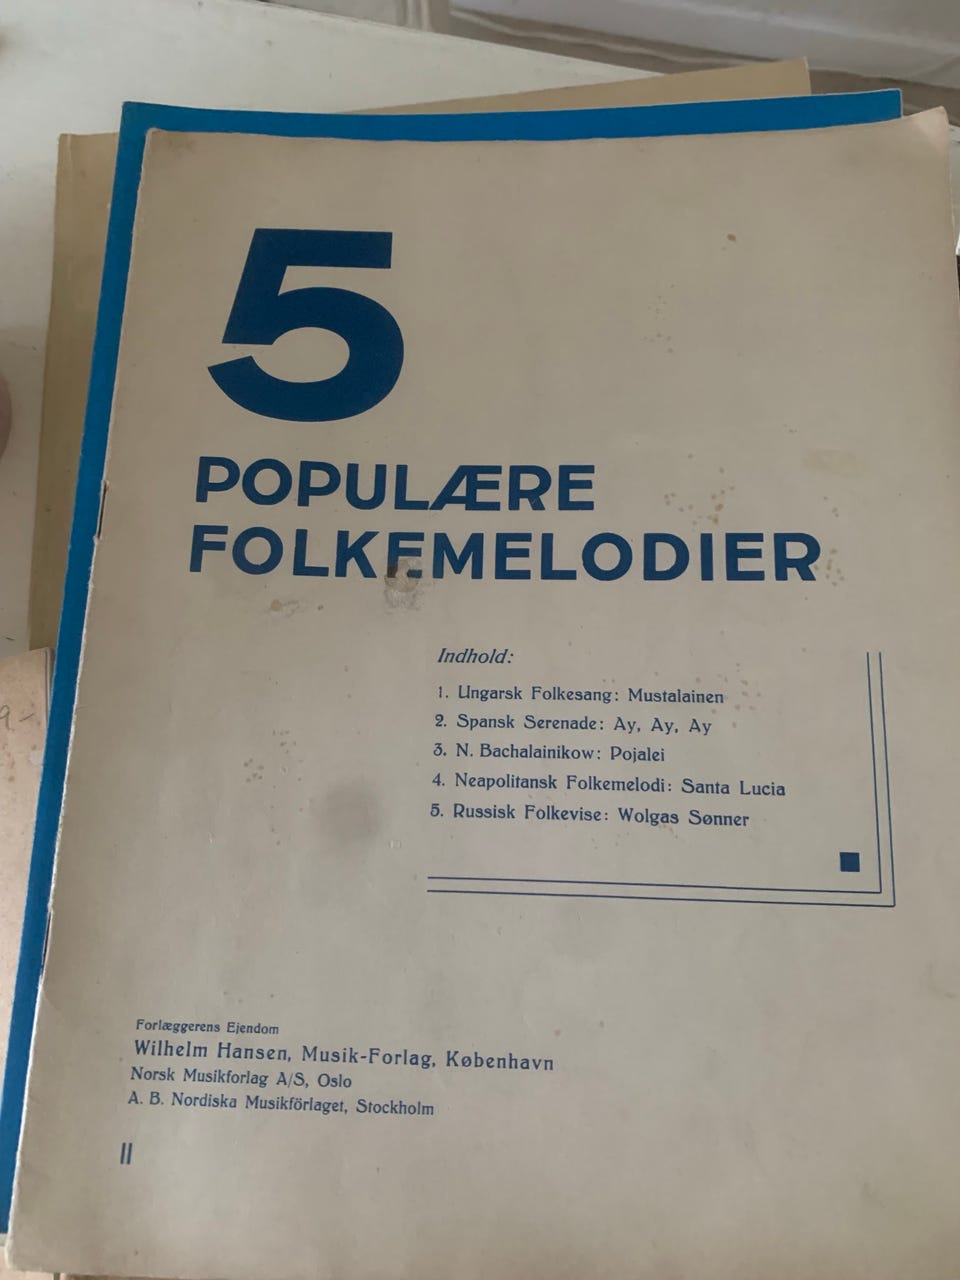 5
POPULÆRE
FOLKEMELODIER
Indhold:
1. Ungarsk Folkesang: Mustalainen
2. Spansk Serenade: Ay, Ay, Ay
3. N. Bachalainikow: Pojalei
4. Neapolitansk Folkemelodi: Santa Lucia
5. Russisk Folkevise: Wolgas Sønner
Forlæggerens Ejendom
Wilhelm Hansen, Musik-Forlag, København
Norsk Musikforlag A/S, Oslo
A. B. Nordiska Musikförlaget, Stockholm
II